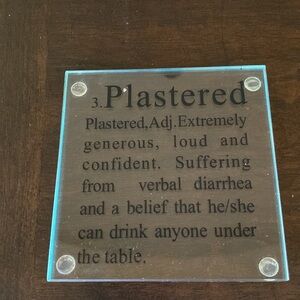 3.Plastered
Plastered,Adj.Extremely
generous, loud and
confident. Suffering
from verbal diarrhea
and a belief that he/she
can drink anyone under
the table.